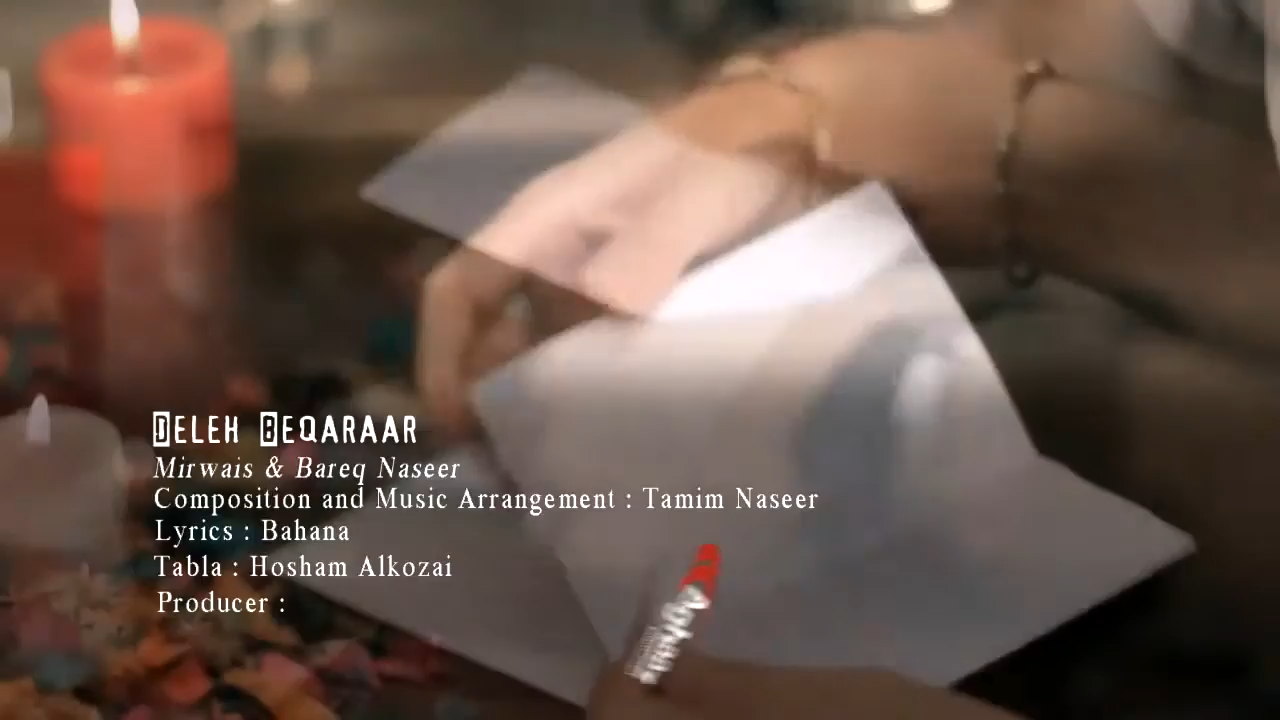 Deleh Beqaraar
Mirwais & Bareq Naseer
Composition and Music Arrangement : Tamim Naseer
Lyrics : Bahana
Tabla : Hosham Alkozai
Producer :